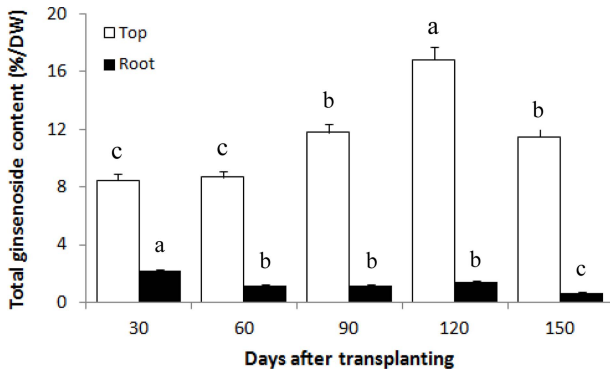 Total ginsenoside content (%/DW)
20
16
12
8
4
0
Top
Root
c
a
c
b
b
b
a
b
b
c
30
60
90
120
150
Days after transplanting